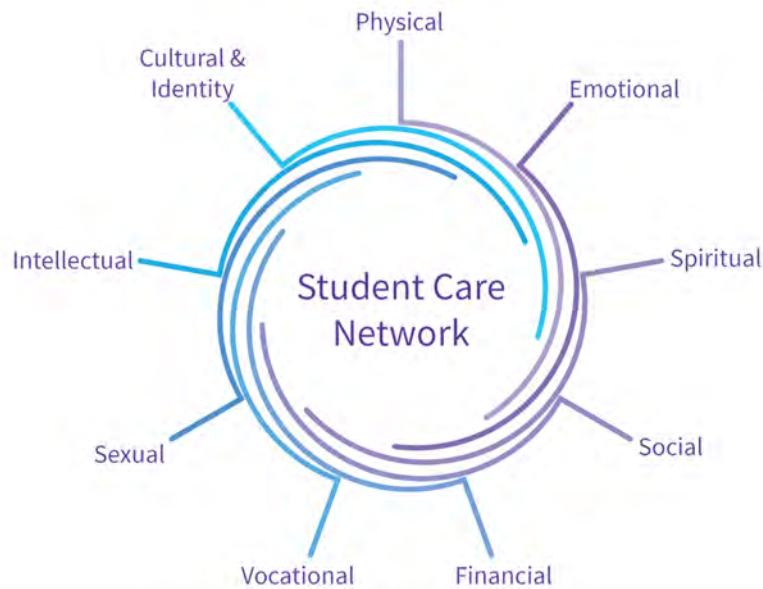 Physical
Cultural &
Identity
Emotional
Intellectual
Spiritual
Student Care
Network
Sexual
Social
Vocational
Financial